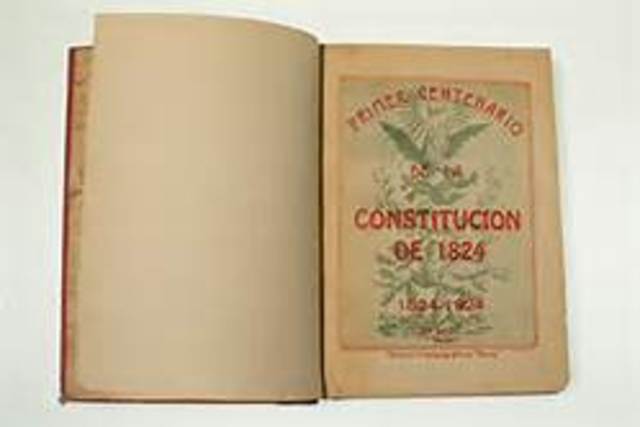 PRIMER CENTENARIO
DE LA
CONSTITUCION
DE 1824
1824-1924